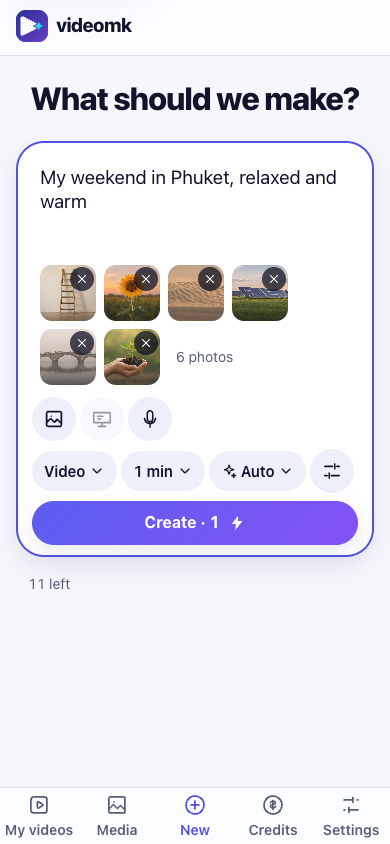 videomk
What should we make?
My weekend in Phuket, relaxed and
warm
6 photos
Video
1 min
Auto
Create · 1
11 left
My videos
Media
New
Credits
Settings